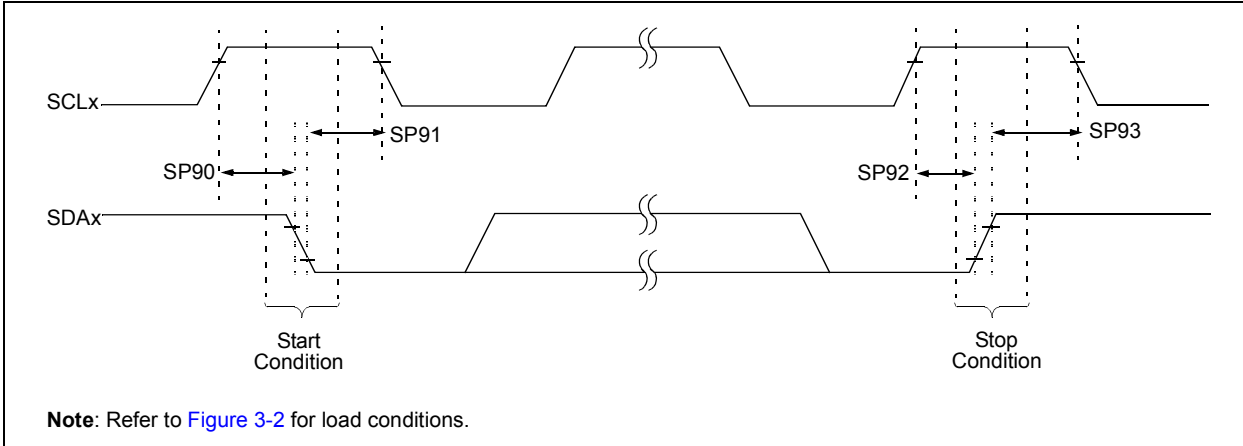 SCLx
SP91
SP93
SP90
SP92
SDAx
Start
Condition
Stop
Condition
Note: Refer to Figure 3-2 for load conditions.